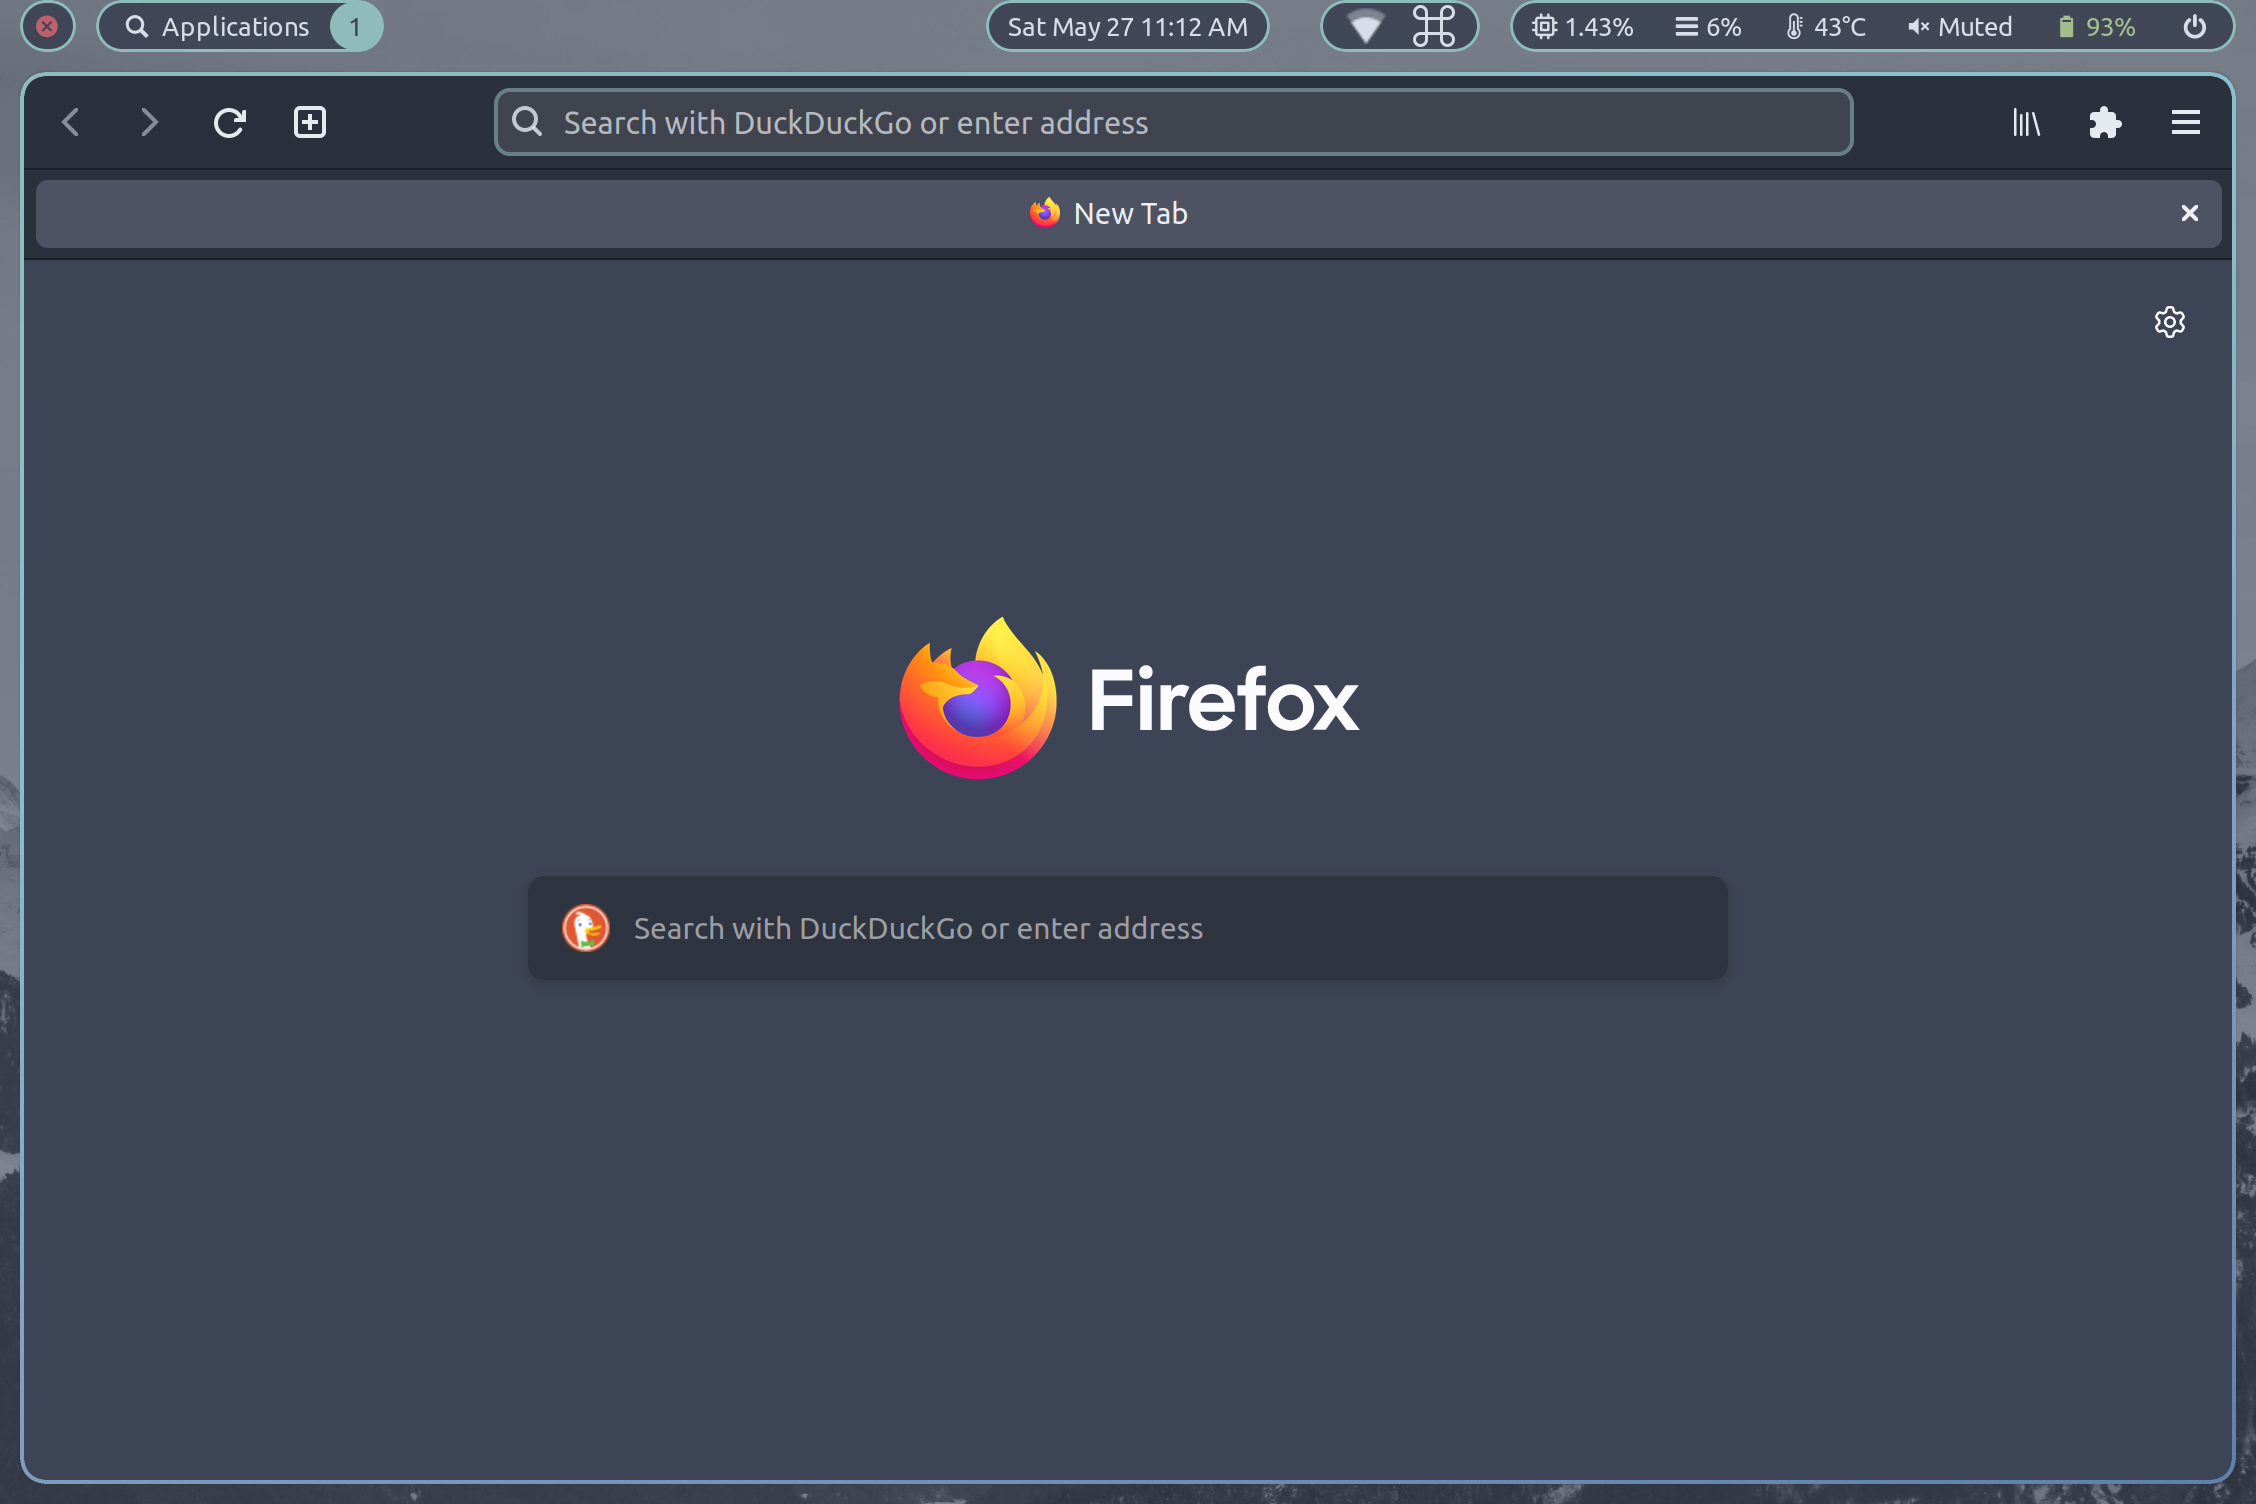 Applications 1
Sat May 27 11:12 AM
1.43% 6% 43°C Muted 93%
Search with DuckDuckGo or enter address
New Tab
Firefox
Search with DuckDuckGo or enter address